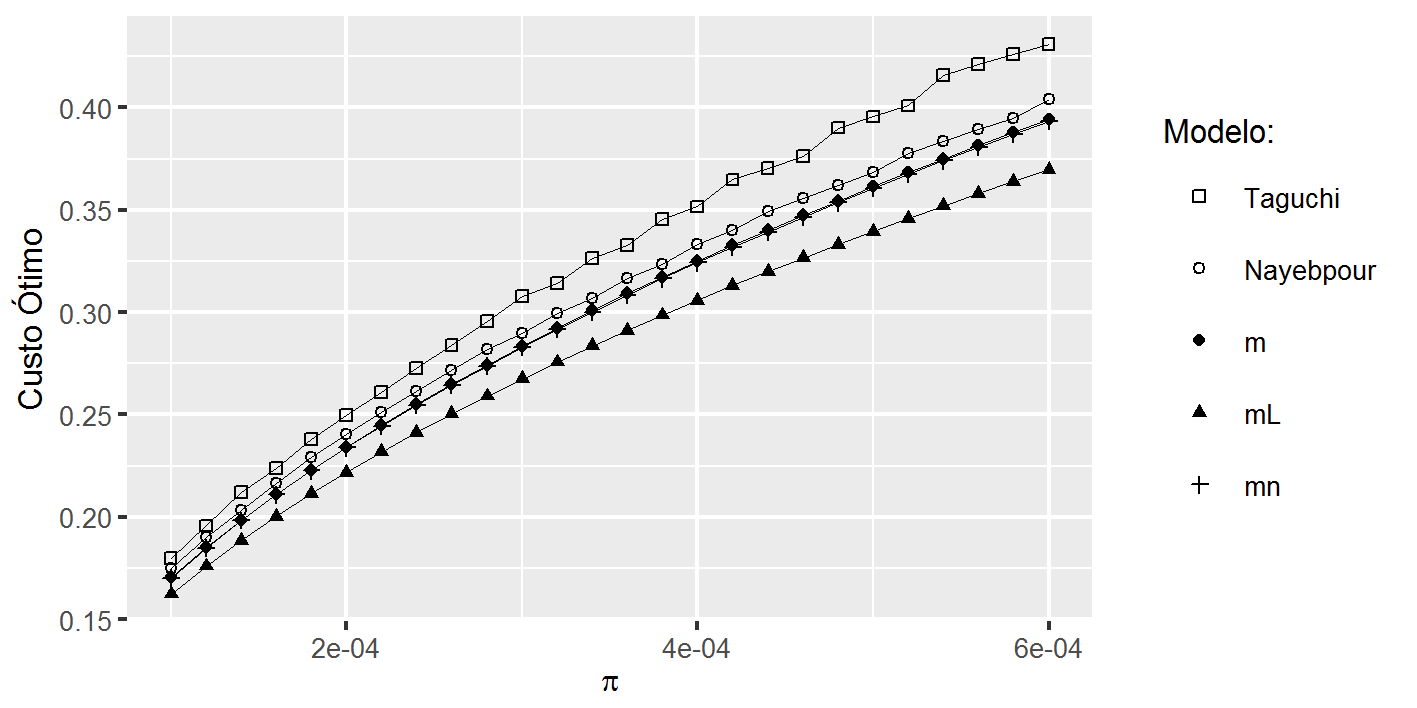 Custo Ótimo
0.40
0.35
0.30
0.25
0.20
0.15
2e-04 4e-04 6e-04
π
Modelo:
Taguchi
Nayebpour
m
mL
mn